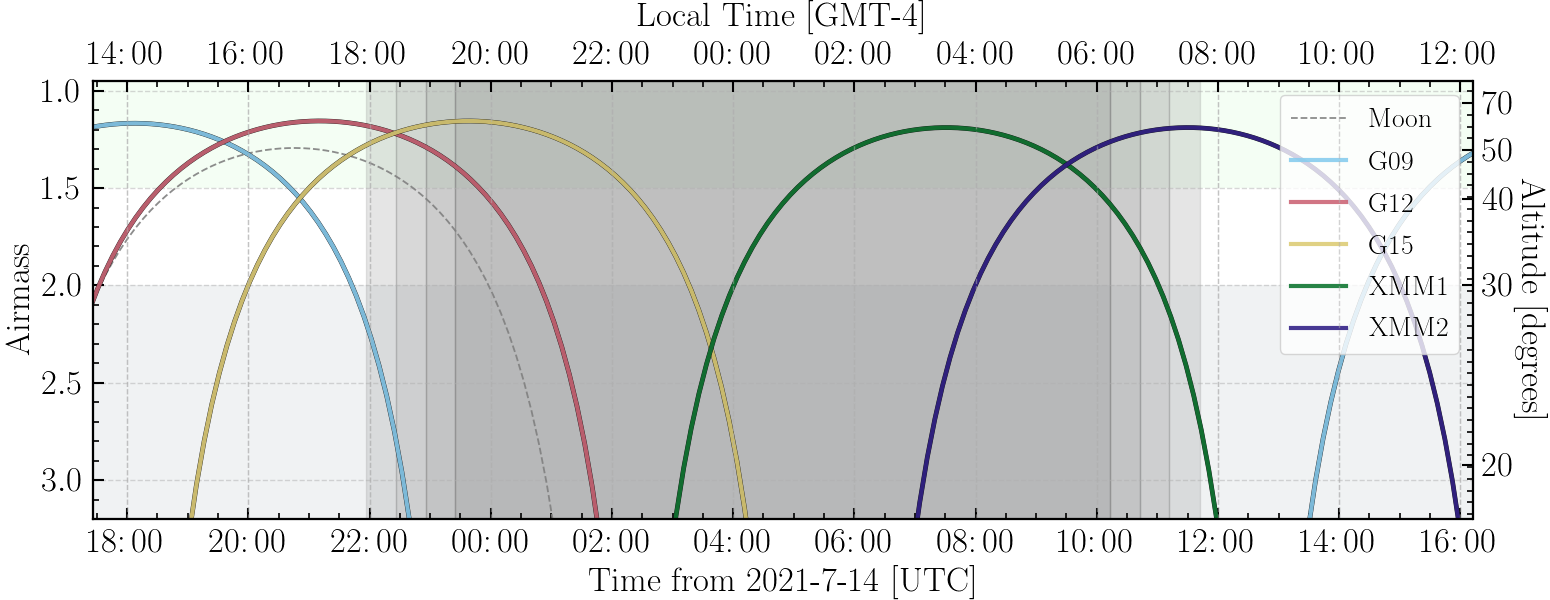 Local Time [GMT-4]
14:00 16:00 18:00 20:00 22:00 00:00 02:00 04:00 06:00 08:00 10:00 12:00
1.0
1.5
2.0
2.5
3.0
Airmass
70
50
40
30
20
Altitude [degrees]
Moon
G09
G12
G15
XMM1
XMM2
18:00 20:00 22:00 00:00 02:00 04:00 06:00 08:00 10:00 12:00 14:00 16:00
Time from 2021-7-14 [UTC]